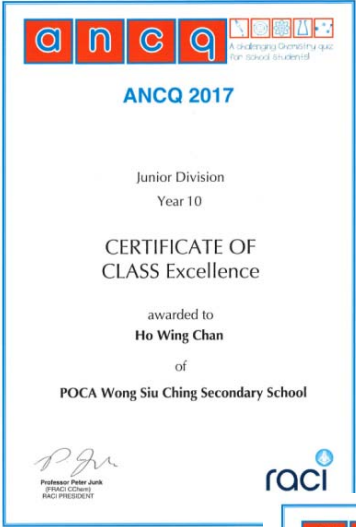 ancq
A challenging Chemistry quiz
for school students!
ANCQ 2017
Junior Division
Year 10
CERTIFICATE OF
CLASS Excellence
awarded to
Ho Wing Chan
of
POCA Wong Siu Ching Secondary School
Professor Peter Junk
(FRACI CChem)
RACI PRESIDENT
raci